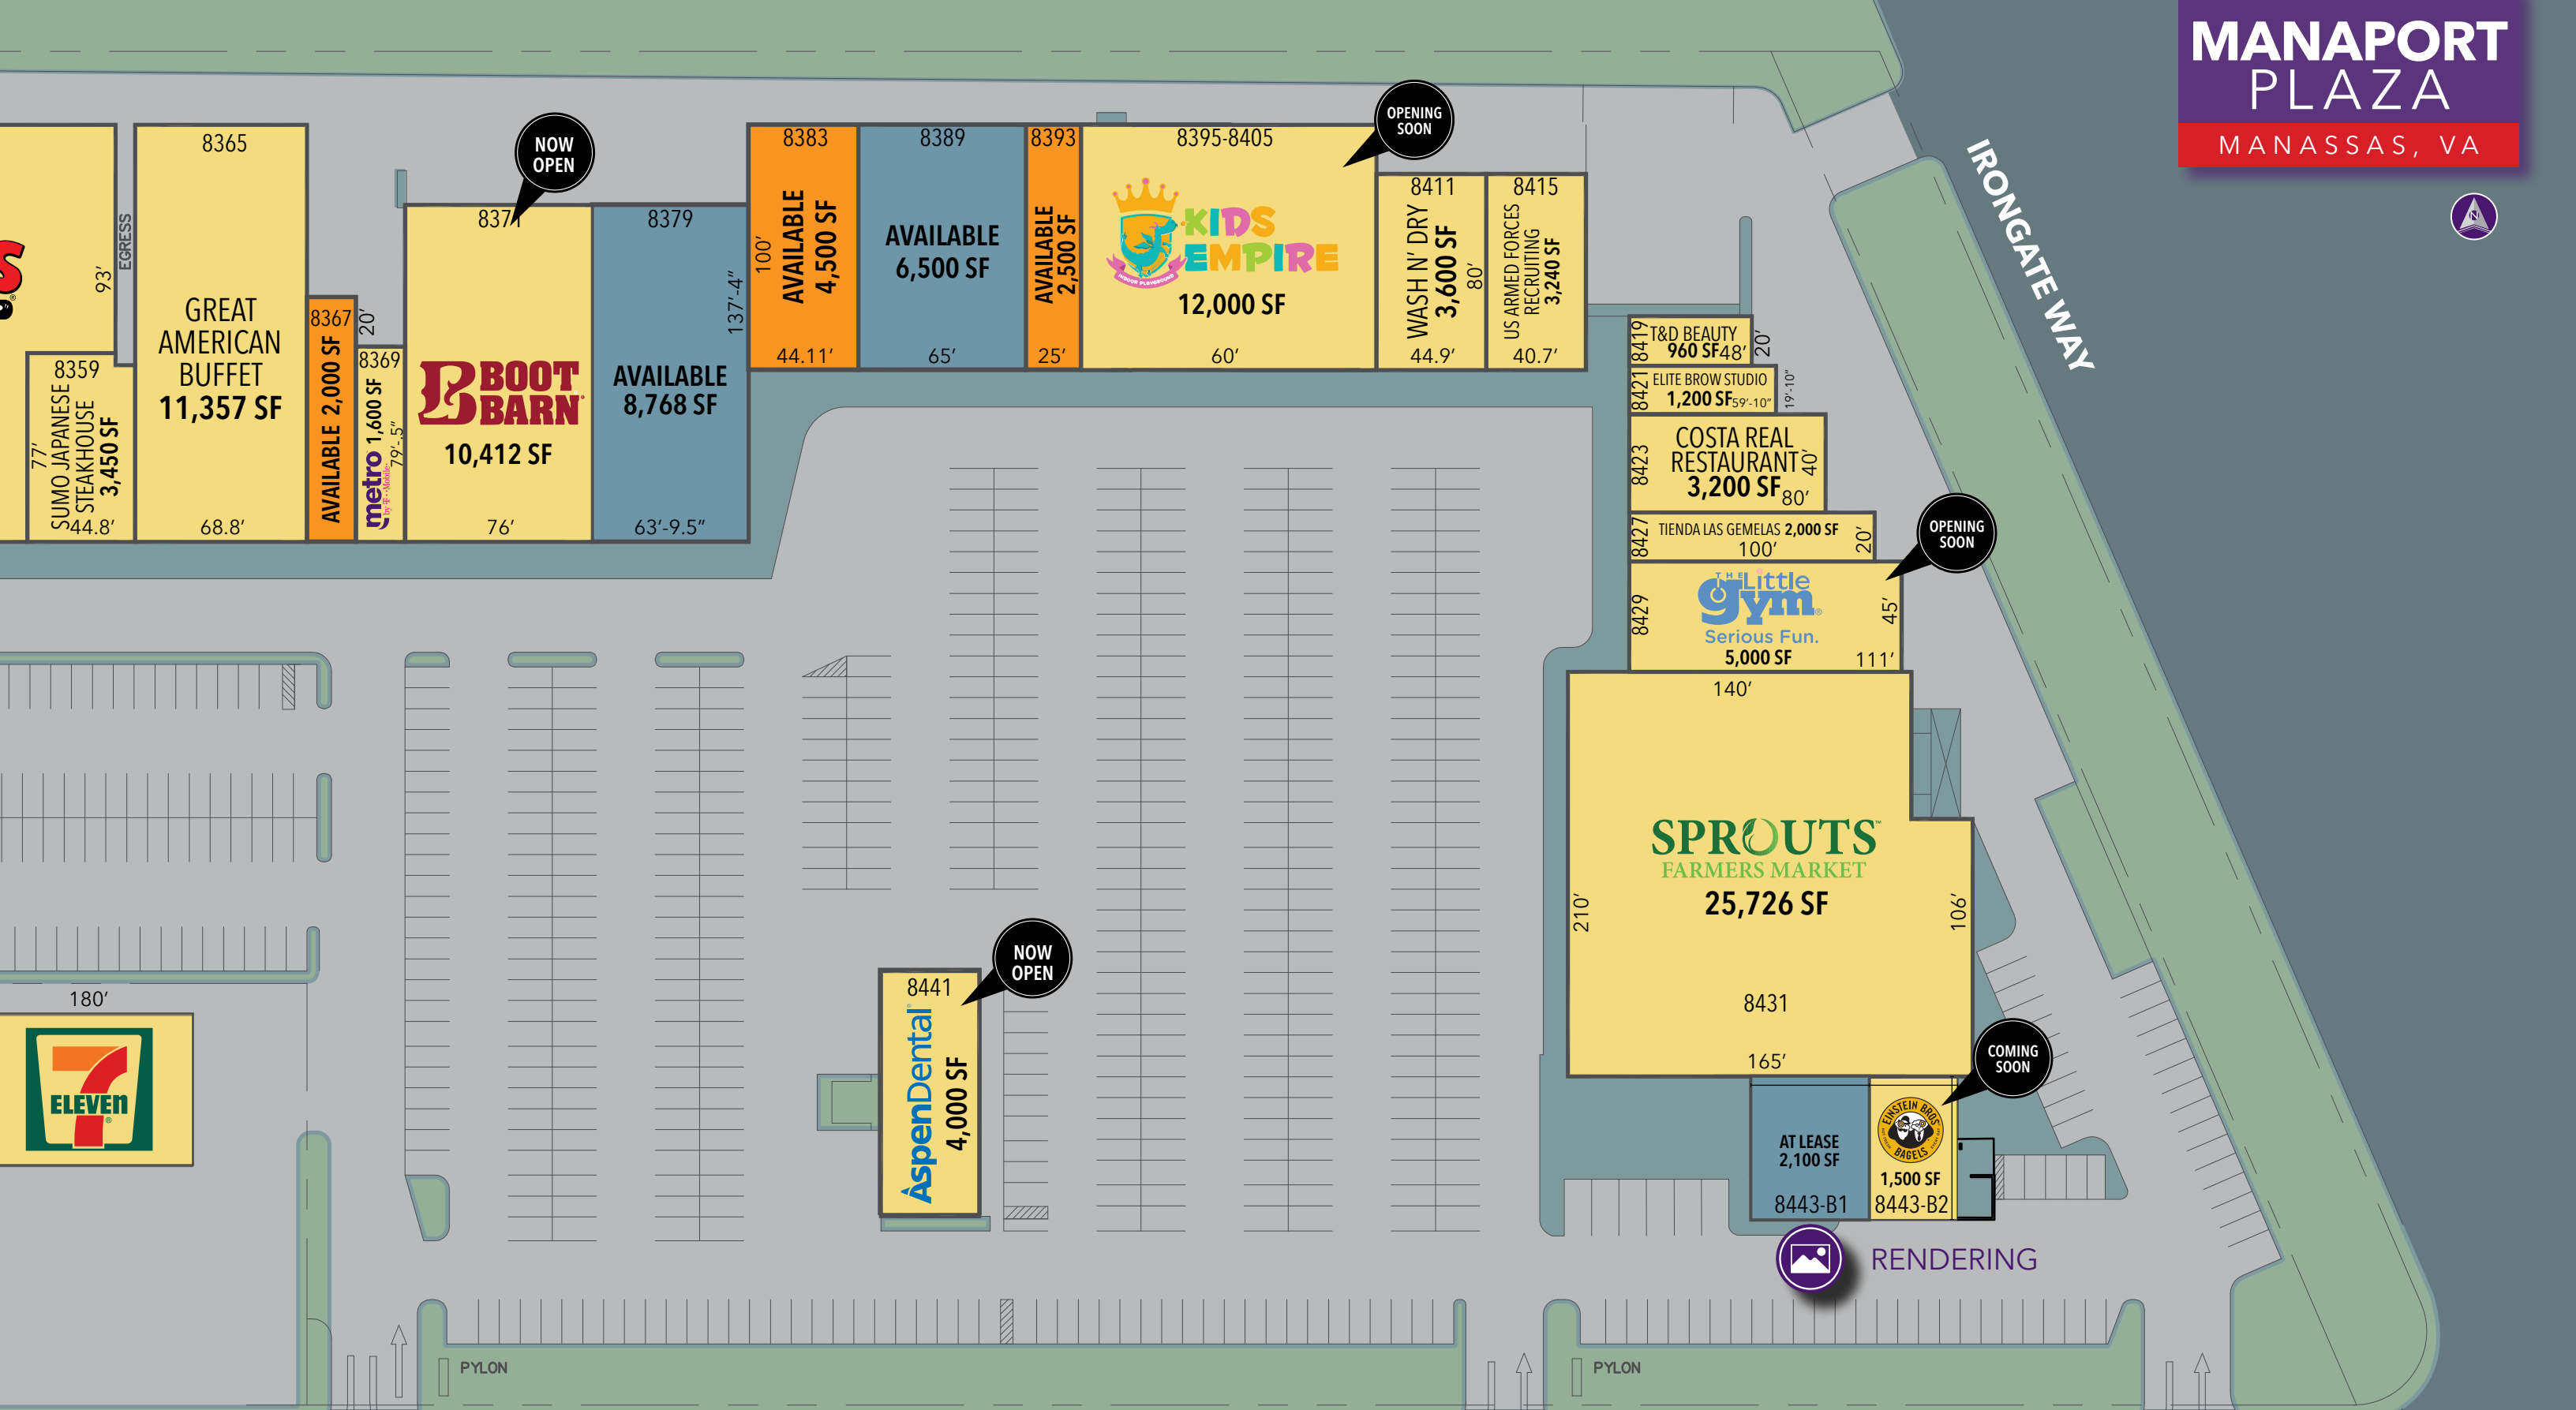 MANAPORT
PLAZA
MANASSAS, VA
N
IRONGATE WAY
S
®
93'
EGRESS
8359
77'
SUMO JAPANESE
STEAKHOUSE
3,450 SF
44.8'
8365
GREAT
AMERICAN
BUFFET
11,357 SF
68.8'
8367
AVAILABLE 2,000 SF
20'
8369
metro
by T-Mobile
1,600 SF
79'-.5"
NOW
OPEN
8371
BOOT
BARN
10,412 SF
76'
8379
137'-4"
AVAILABLE
8,768 SF
63'-9.5"
8383
100'
AVAILABLE
4,500 SF
44.11'
8389
AVAILABLE
6,500 SF
65'
8393
AVAILABLE
2,500 SF
25'
OPENING
SOON
8395-8405
KIDS
EMPIRE
INDOOR PLAYGROUND
12,000 SF
60'
8411
WASH N' DRY
3,600 SF
80'
44.9'
8415
US ARMED FORCES
RECRUITING
3,240 SF
40.7'
8419
T&D BEAUTY
960 SF 48'
20'
8421
ELITE BROW STUDIO
1,200 SF 59'-10"
19'-10"
8423
COSTA REAL
RESTAURANT
3,200 SF
40'
80'
8427
TIENDA LAS GEMELAS 2,000 SF
100'
20'
OPENING
SOON
8429
THE Little
gym®
Serious Fun.
5,000 SF
45'
111'
140'
SPROUTS™
FARMERS MARKET
25,726 SF
210'
106'
8431
165'
COMING
SOON
AT LEASE
2,100 SF
8443-B1
EINSTEIN BROS
BAGELS
1,500 SF
8443-B2
RENDERING
NOW
OPEN
8441
AspenDental
4,000 SF
180'
7
ELEVEn
®
PYLON
PYLON